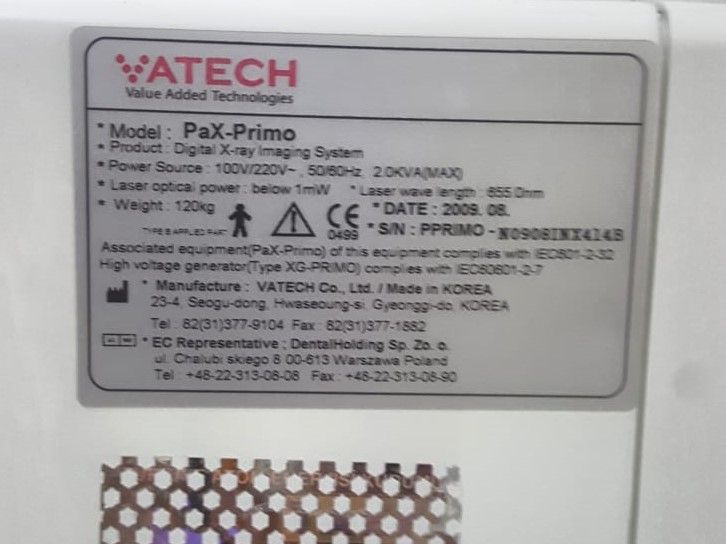 VATECH
Value Added Technologies
* Model : PaX-Primo
* Product : Digital X-ray Imaging System
* Power Source : 100V/220V~ , 50/60Hz, 2.0KVA(MAX)
* Laser optical power : below 1mW * Laser wave length : 655.0nm
* Weight : 120kg
* DATE : 2009. 08.
TYPE B APPLIED PART
0499
* S/N : PPRIMO -
Associated equipment(PaX-Primo) of this equipment complies with IEC601-2-32
High voltage generator(Type XG-PRIMO) complies with IEC60601-2-7
* Manufacture : VATECH Co., Ltd. / Made in KOREA
23-4 Seogu-dong, Hwaseoung-si, Gyeonggi-do, KOREA
Tel : 82(31)377-9104 Fax : 82(31)377-1882
* EC Representative : DentalHolding Sp. Zo. o.
ul. Chalubi skiego 8 00-613 Warszawa Poland
Tel : +48-22-313-08-08 Fax : +48-22-313-08-90